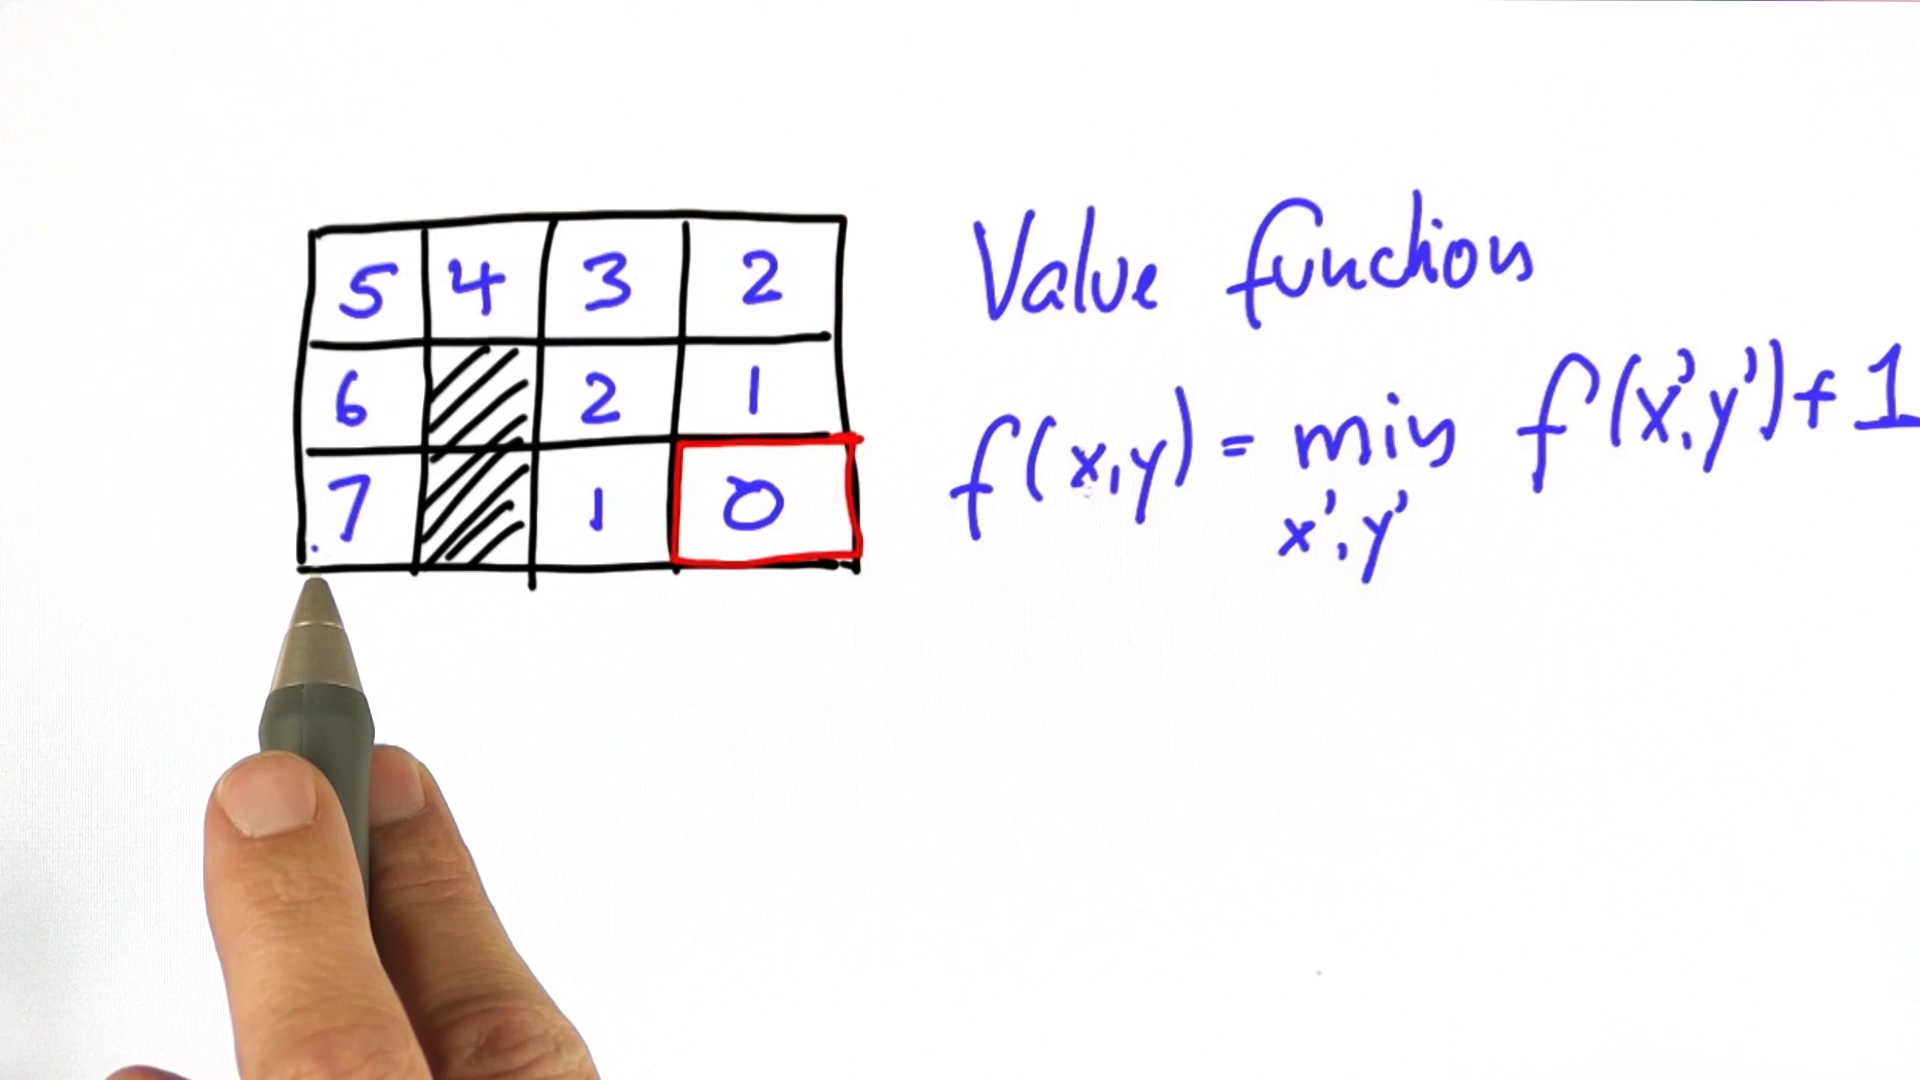 5 4 3 2
6 2 1
7 1 0
Value function
f(x,y) = min f(x',y')+1
x',y'